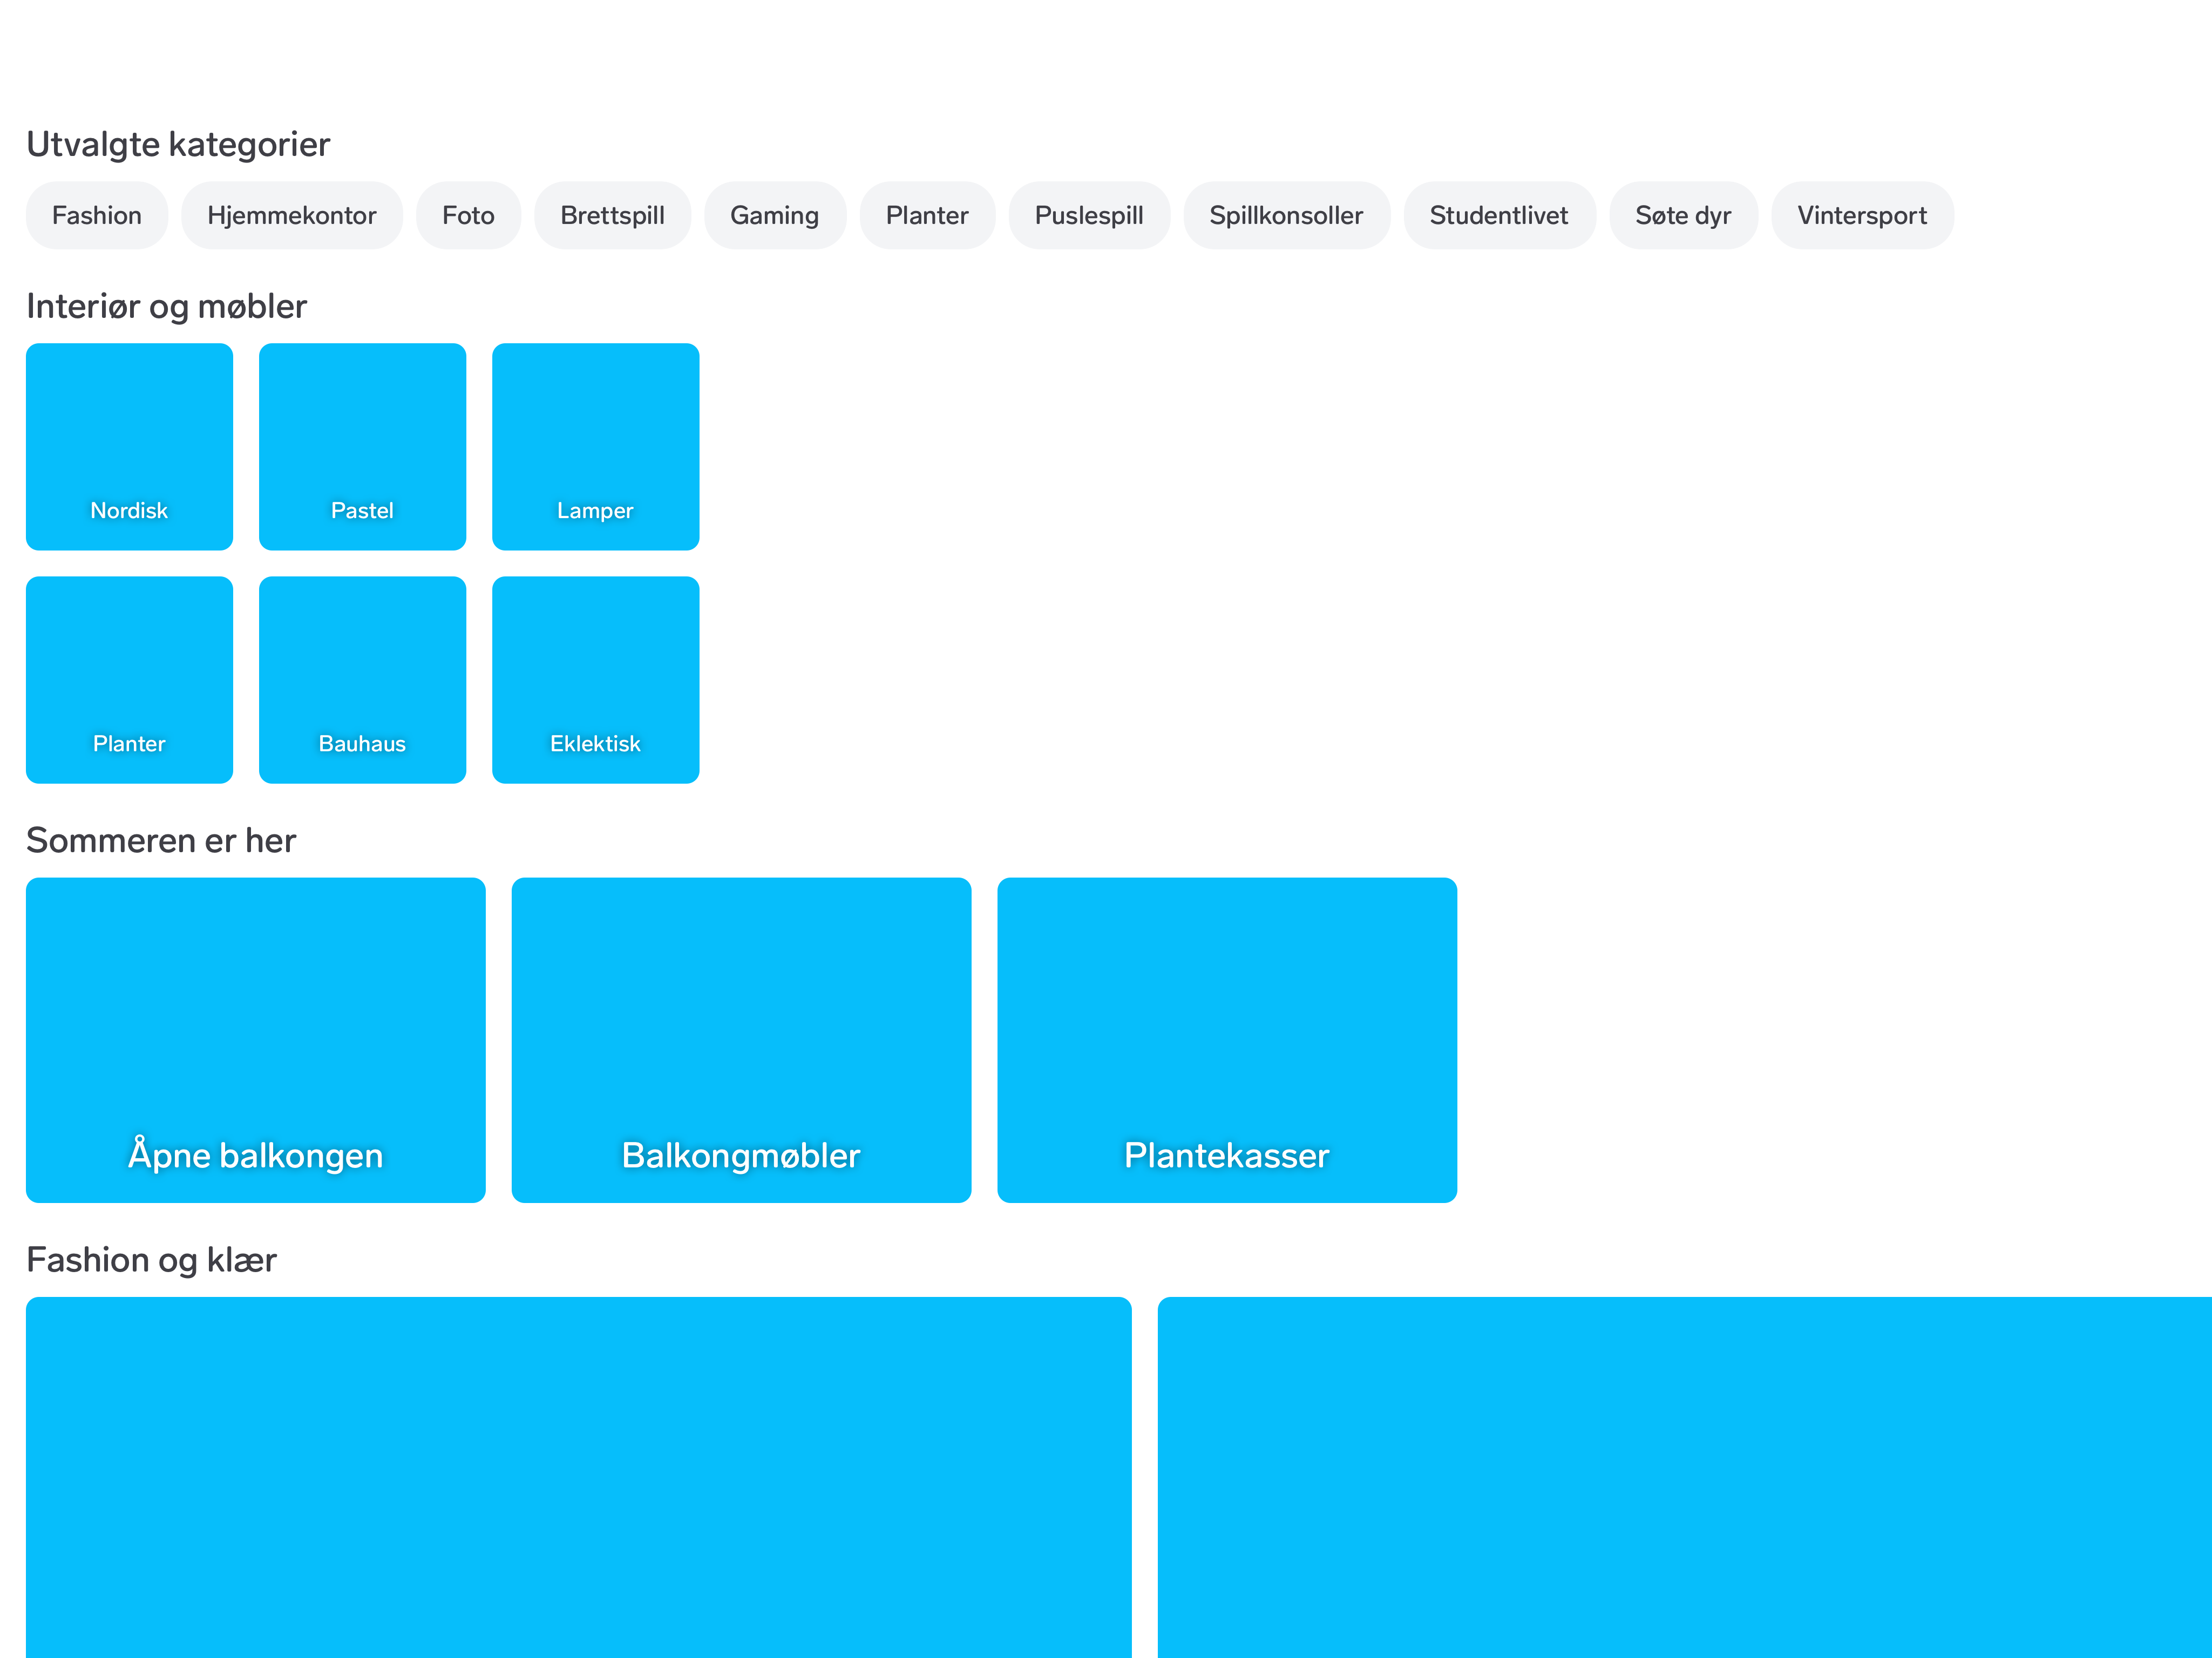 Utvalgte kategorier
Fashion Hjemmekontor Foto Brettspill Gaming Planter Puslespill Spillkonsoller Studentlivet Søte dyr Vintersport
Interiør og møbler
Nordisk Pastel Lamper
Planter Bauhaus Eklektisk
Sommeren er her
Åpne balkongen Balkongmøbler Plantekasser
Fashion og klær